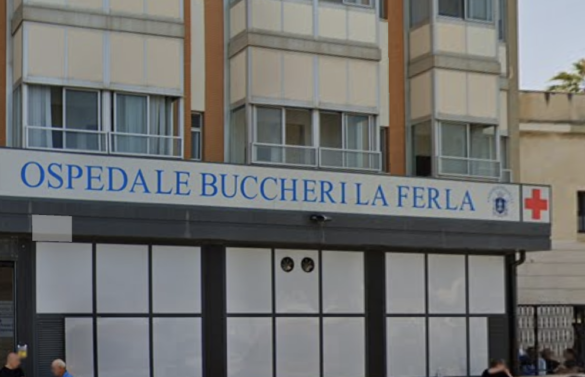 OSPEDALE BUCCHERI LA FERLA